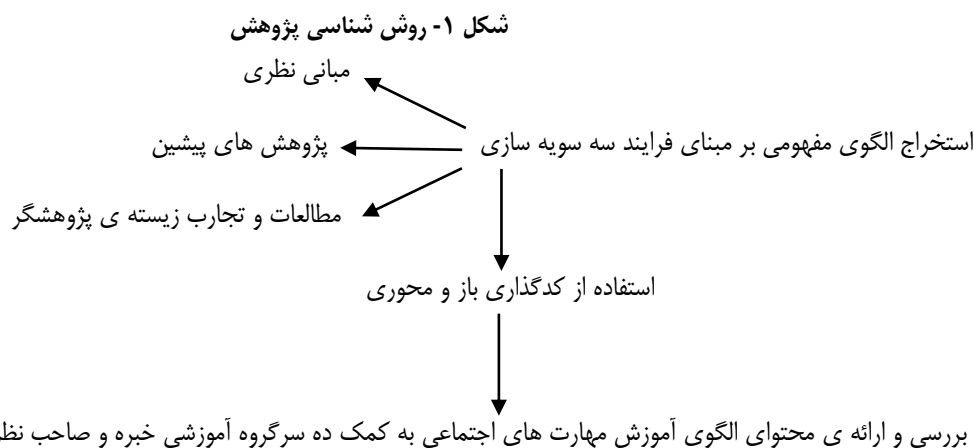 شکل ۱- روش شناسی پژوهش
مبانی نظری
استخراج الگوی مفهومی بر مبنای فرایند سه سویه سازی
پژوهش های پیشین
مطالعات و تجارب زیسته ی پژوهشگر
استفاده از کدگذاری باز و محوری
بررسی و ارائه ی محتوای الگوی آموزش مهارت های اجتماعی به کمک ده سرگروه آموزشی خبره و صاحب نظر